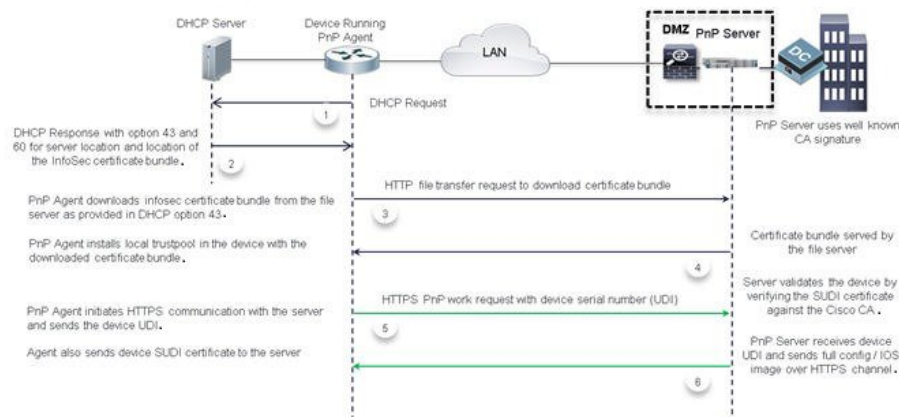 DHCP Server
Device Running
PnP Agent
LAN
DMZ
PnP Server
DC
1
DHCP Request
PnP Server uses well known
CA signature
DHCP Response with option 43 and
60 for server location and location of
the InfoSec certificate bundle.
2
HTTP file transfer request to download certificate bundle
PnP Agent downloads infosec certificate bundle from the file
server as provided in DHCP option 43.
3
PnP Agent installs local trustpool in the device with the
downloaded certificate bundle.
Certificate bundle served by
the file server
4
HTTPS PnP work request with device serial number (UDI)
Server validates the device by
verifying the SUDI certificate
against the Cisco CA.
PnP Agent initiates HTTPS communication with the server
and sends the device UDI.
5
Agent also sends device SUDI certificate to the server
PnP Server receives device
UDI and sends full config / IOS
image over HTTPS channel.
6